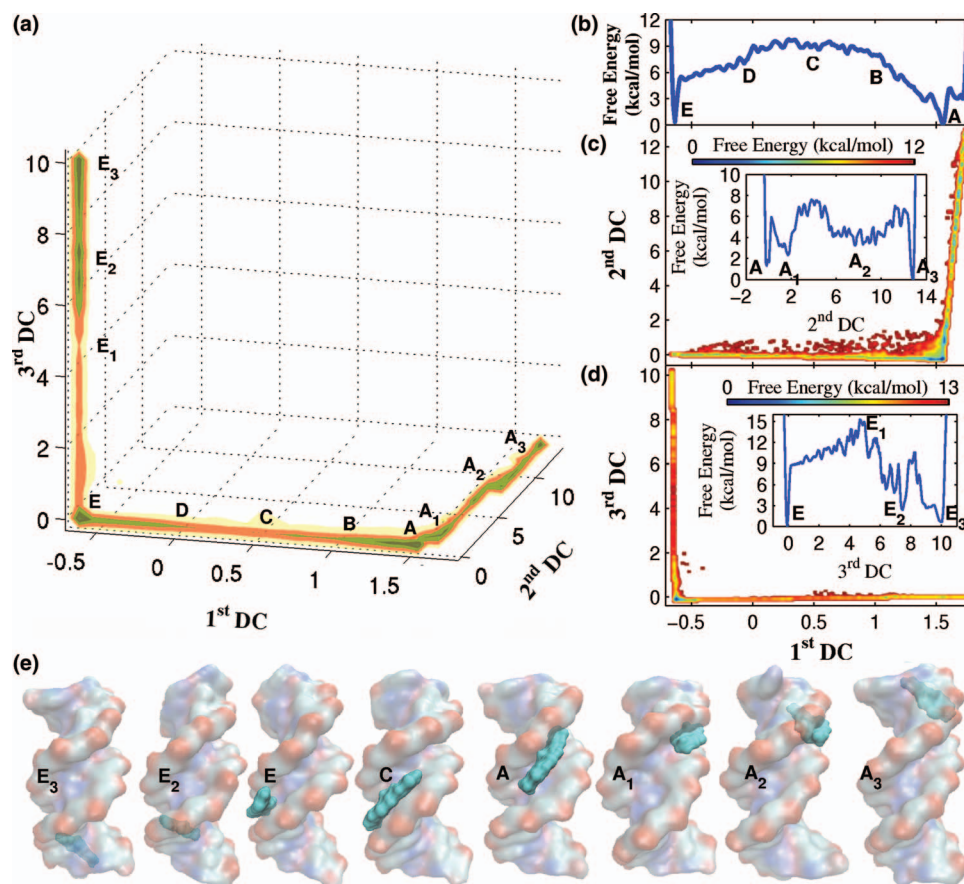 (a)
10
8
6
4
2
0
3rd DC
E3
E2
E1
E
D
C
B
A
A1
A2
A3
-0.5
0
0.5
1
1.5
1st DC
0
5
10
2nd DC
(b)
12
9
6
3
0
Free Energy
(kcal/mol)
E
D
C
B
A
(c)
12
10
8
6
4
2
0
2nd DC
0 Free Energy (kcal/mol) 12
8
6
4
2
0
Free Energy
(kcal/mol)
A
A1
A2
A3
-2 2 6 10 14
2nd DC
(d)
10
8
6
4
2
0
3rd DC
0 Free Energy (kcal/mol) 13
15
12
9
6
3
0
Free Energy
(kcal/mol)
E
E1
E2
E3
0 2 4 6 8 10
3rd DC
-0.5 0 0.5 1 1.5
1st DC
(e)
E3
E2
E
C
A
A1
A2
A3